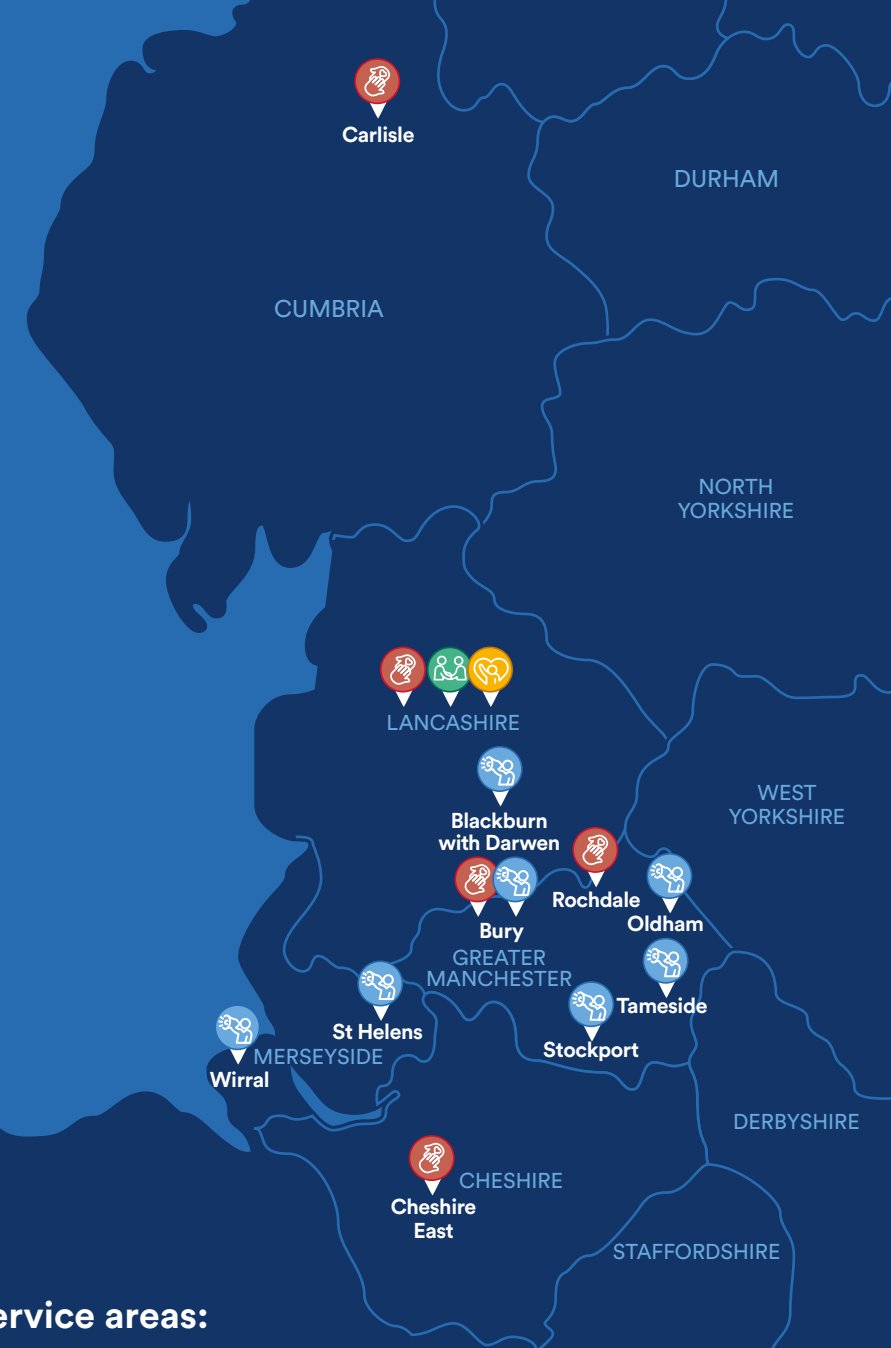 Carlisle
DURHAM
CUMBRIA
NORTH
YORKSHIRE
LANCASHIRE
WEST
YORKSHIRE
Blackburn
with Darwen
Rochdale
Oldham
Bury
GREATER
MANCHESTER
Tameside
St Helens
Stockport
MERSEYSIDE
Wirral
DERBYSHIRE
CHESHIRE
Cheshire
East
STAFFORDSHIRE
ervice areas: